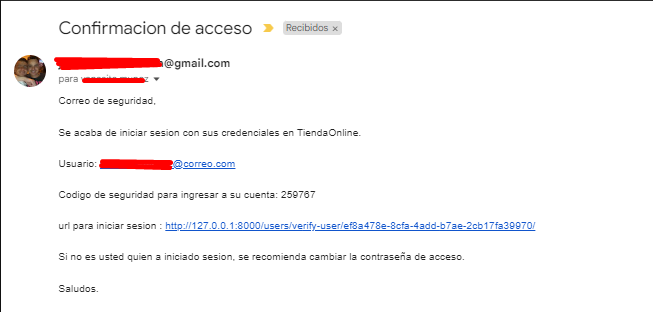 Confirmacion de acceso Recibidos x
@gmail.com
para
Correo de seguridad,
Se acaba de iniciar sesion con sus credenciales en TiendaOnline.
Usuario: @correo.com
Codigo de seguridad para ingresar a su cuenta: 259767
url para iniciar sesion : http://127.0.0.1:8000/users/verify-user/ef8a478e-8cfa-4add-b7ae-2cb17fa39970/
Si no es usted quien a iniciado sesion, se recomienda cambiar la contraseña de acceso.
Saludos.